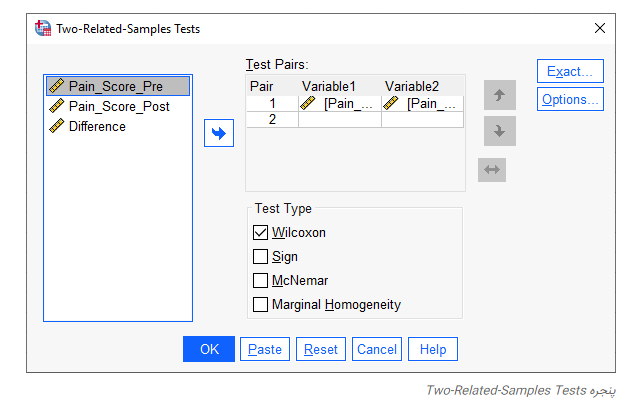 Two-Related-Samples Tests
Test Pairs:
Pain_Score_Pre
Pain_Score_Post
Difference
Pair Variable1 Variable2
1 [Pain_... [Pain_...
2
Exact...
Options...
Test Type
Wilcoxon
Sign
McNemar
Marginal Homogeneity
OK Paste Reset Cancel Help
پنجره Two-Related-Samples Tests